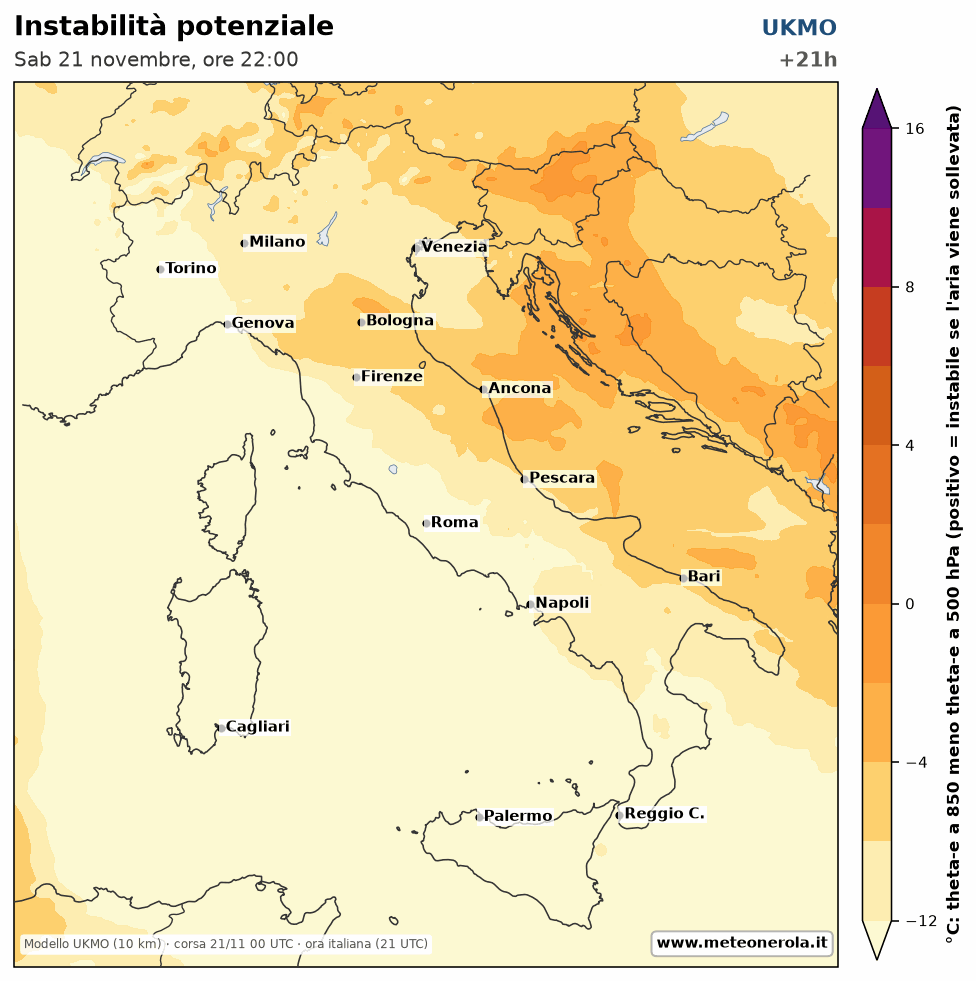 Instabilità potenziale
UKMO
Sab 21 novembre, ore 22:00
+21h
Milano
Venezia
Torino
Genova
Bologna
Firenze
Ancona
Pescara
Roma
Bari
Napoli
Cagliari
Palermo
Reggio C.
Modello UKMO (10 km) · corsa 21/11 00 UTC · ora italiana (21 UTC)
www.meteonerola.it
16
8
4
0
−4
−12
°C: theta-e a 850 meno theta-e a 500 hPa (positivo = instabile se l'aria viene sollevata)